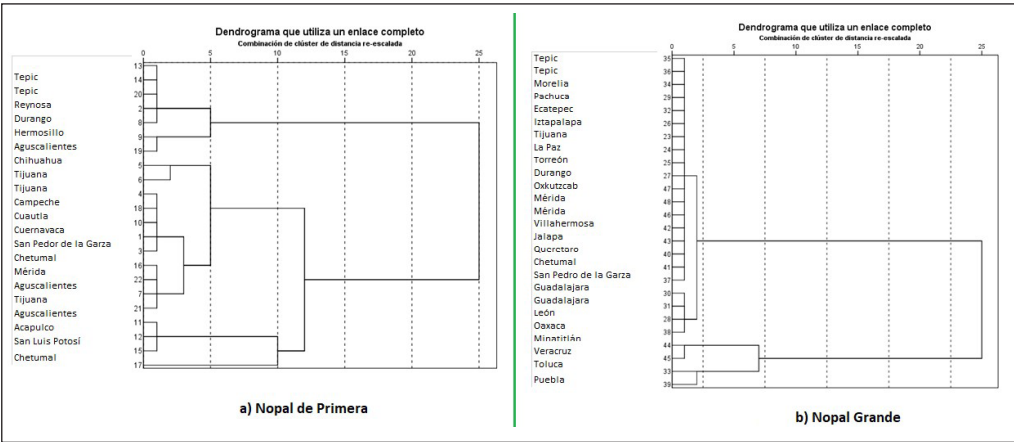 Dendrograma que utiliza un enlace completo
Combinación de clúster de distancia re-escalada
0 5 10 15 20 25
13
Tepic 14
Tepic 20
Reynosa 2
Durango 8
Hermosillo 9
Aguascalientes 19
Chihuahua 5
Tijuana 6
Tijuana 4
Campeche 18
Cuautla 10
Cuernavaca 1
San Pedor de la Garza 3
Chetumal 16
Mérida 22
Aguascalientes 7
Tijuana 21
Aguascalientes 11
Acapulco 12
San Luis Potosí 15
Chetumal 17
a) Nopal de Primera
Dendrograma que utiliza un enlace completo
Combinación de clúster de distancia re-escalada
0 5 10 15 20 25
Tepic 35
Tepic 36
Morelia 34
Pachuca 29
Ecatepec 32
Iztapalapa 26
Tijuana 23
La Paz 24
Torreón 25
Durango 27
Oxkutzcab 47
Mérida 48
Mérida 46
Villahermosa 42
Jalapa 43
Queretoro 40
Chetumal 41
San Pedro de la Garza 37
Guadalajara 30
Guadalajara 31
León 28
Oaxaca 38
Minatitlán 44
Veracruz 45
Toluca 33
Puebla 39
b) Nopal Grande